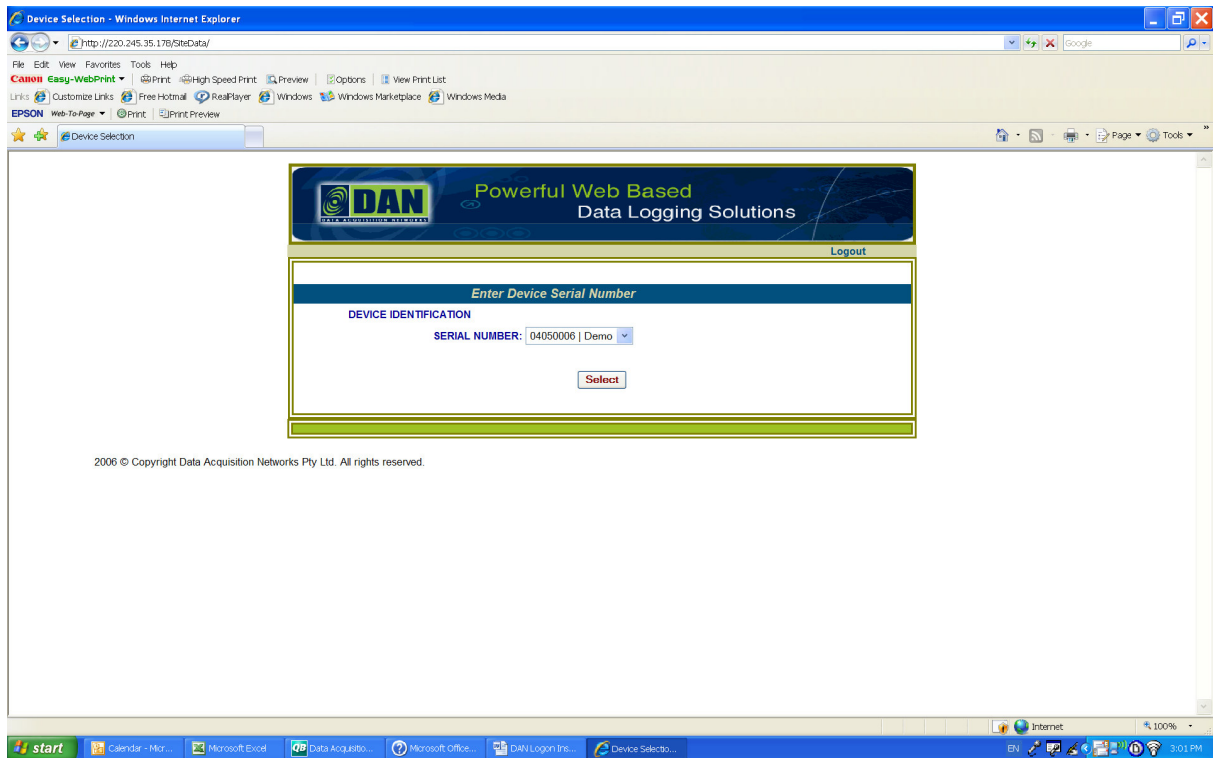 Device Selection - Windows Internet Explorer
http://220.245.35.178/SiteData/
Google
File Edit View Favorites Tools Help
Canon Easy-WebPrint Print High Speed Print Preview Options View Print List
Links Customize Links Free Hotmail RealPlayer Windows Windows Marketplace Windows Media
EPSON Web-To-Page Print Print Preview
Device Selection
Page Tools
DAN
DATA ACQUISITION NETWORKS
Powerful Web Based
Data Logging Solutions
Logout
Enter Device Serial Number
DEVICE IDENTIFICATION
SERIAL NUMBER: 04050006 | Demo
Select
2006 © Copyright Data Acquisition Networks Pty Ltd. All rights reserved.
Internet 100%
start Calendar - Micr... Microsoft Excel QB Data Acquisitio... Microsoft Office... DAN Logon Ins... Device Selectio... EN 3:01 PM